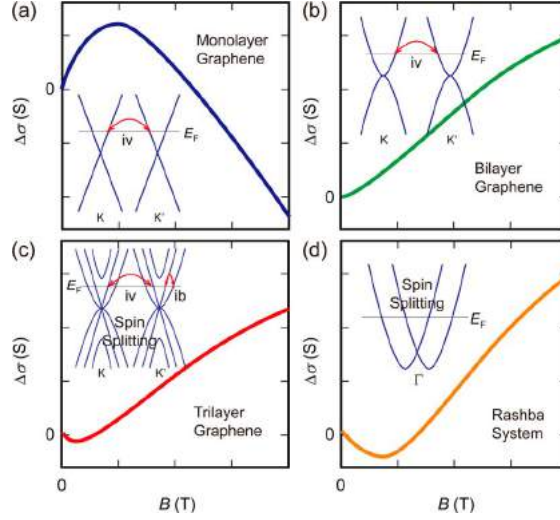 (a)
Δσ (S)
0
Monolayer
Graphene
iv
E_F
K
K'
(b)
Δσ (S)
0
iv
E_F
K
K'
Bilayer
Graphene
(c)
Δσ (S)
0
E_F
iv
ib
Spin
Splitting
K
K'
Trilayer
Graphene
0
B (T)
(d)
Δσ (S)
0
Spin
Splitting
E_F
Γ
Rashba
System
0
B (T)